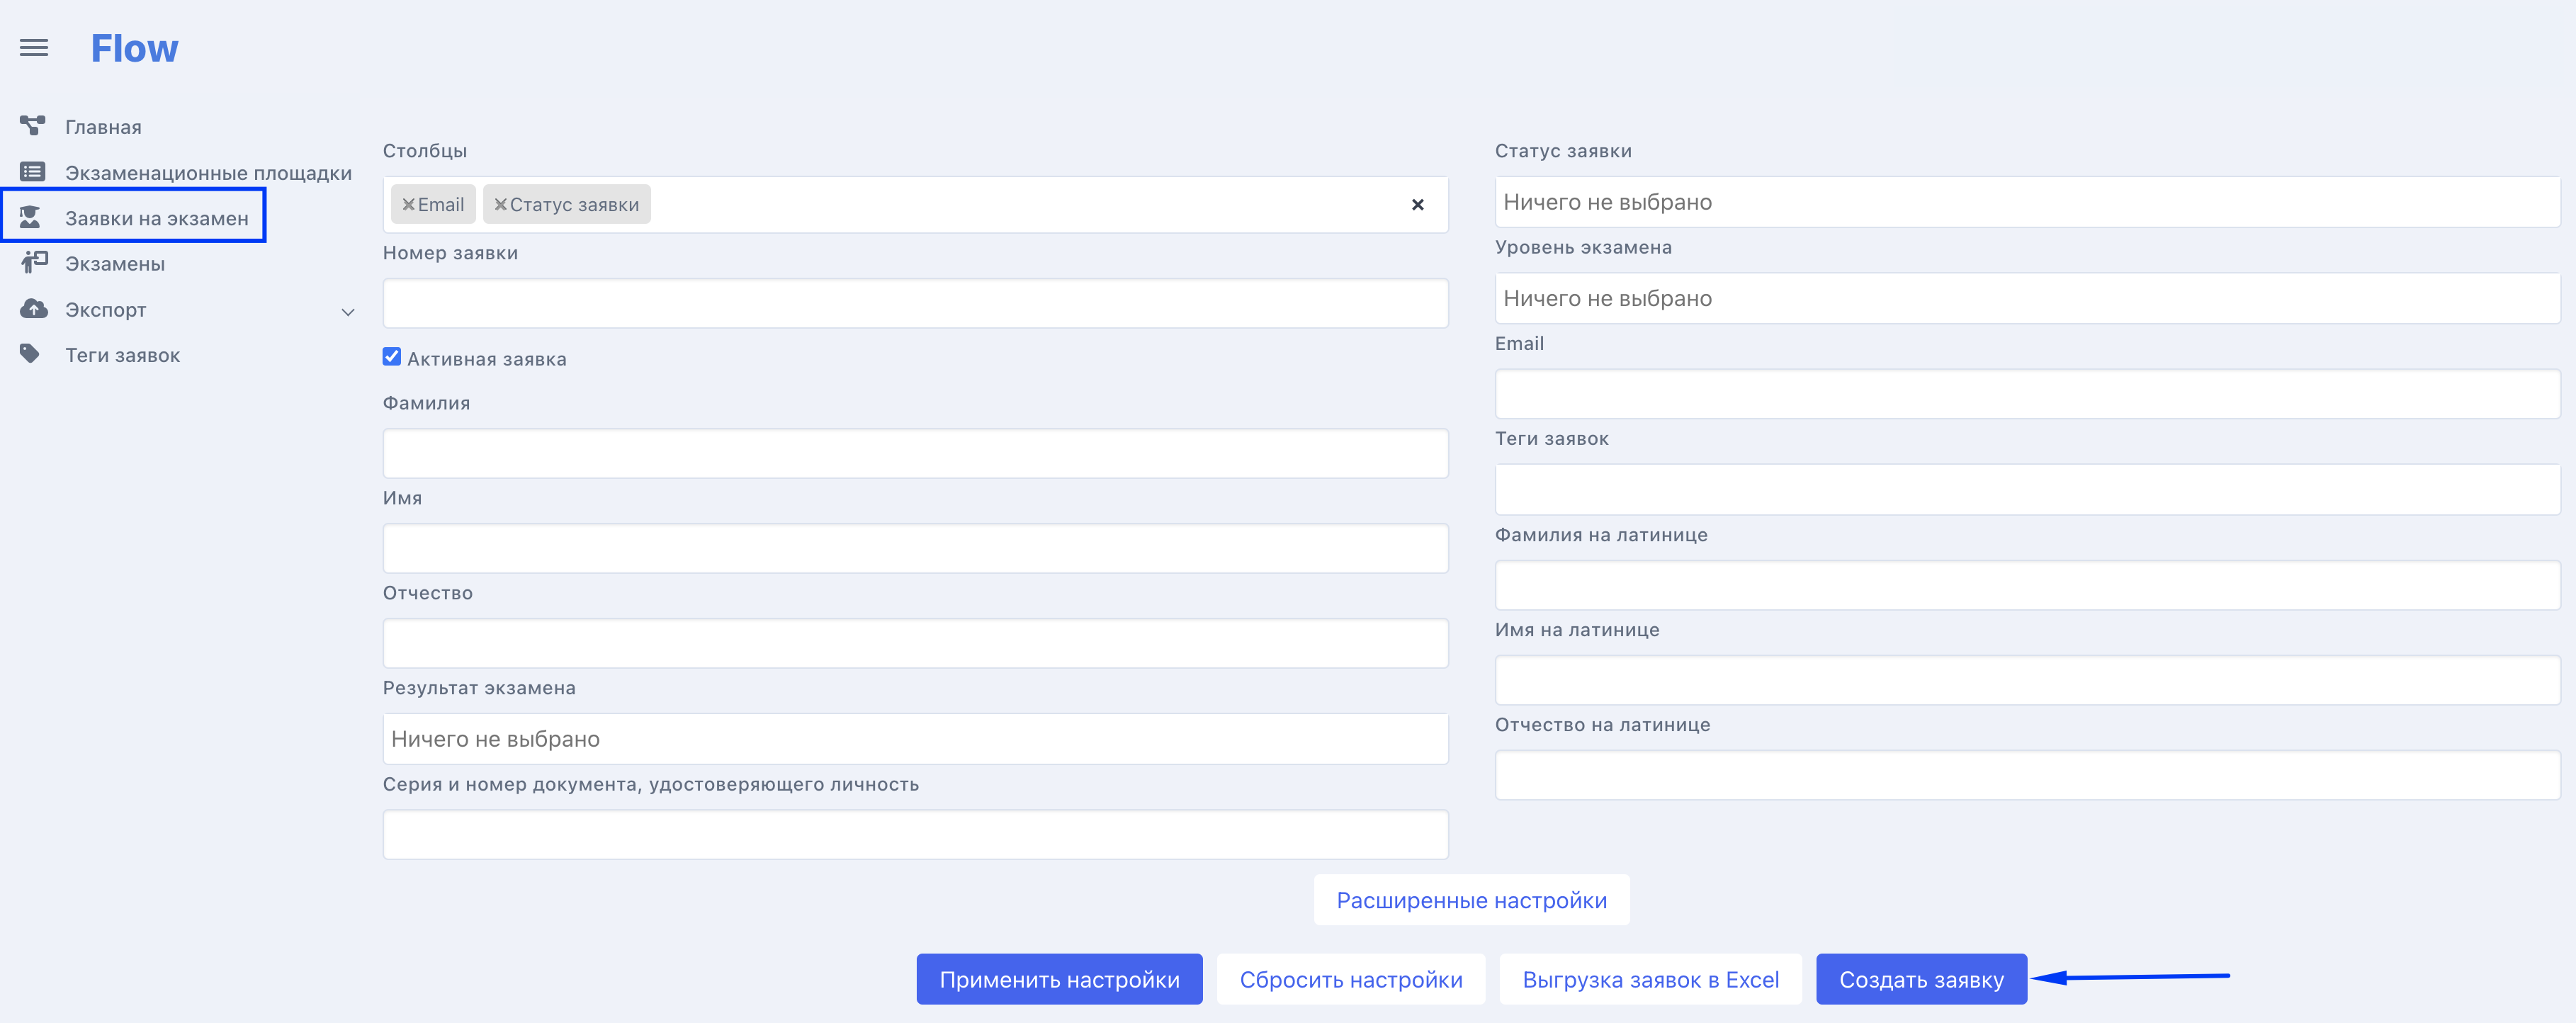 Flow
Главная
Экзаменационные площадки
Заявки на экзамен
Экзамены
Экспорт
Теги заявок
Столбцы
Email Статус заявки
Номер заявки
Активная заявка
Фамилия
Имя
Отчество
Результат экзамена
Ничего не выбрано
Серия и номер документа, удостоверяющего личность
Статус заявки
Ничего не выбрано
Уровень экзамена
Ничего не выбрано
Email
Теги заявок
Фамилия на латинице
Имя на латинице
Отчество на латинице
Расширенные настройки
Применить настройки Сбросить настройки Выгрузка заявок в Excel Создать заявку